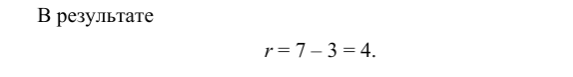 В результате
r = 7 – 3 = 4.